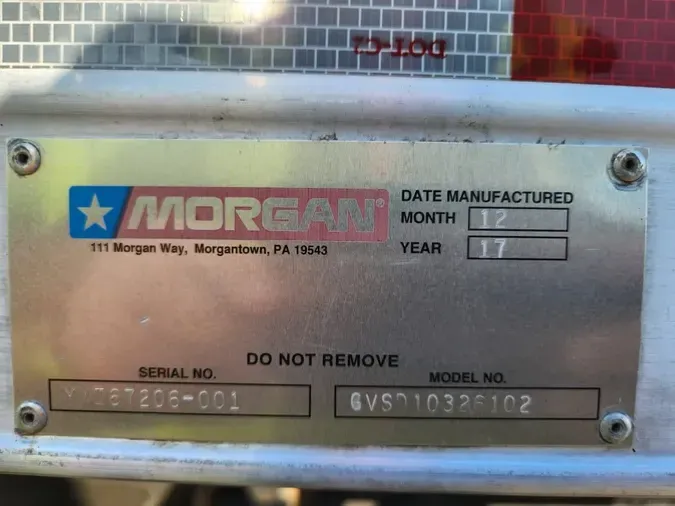 DOT-C2
MORGAN®
111 Morgan Way, Morgantown, PA 19543
DATE MANUFACTURED
MONTH 12
YEAR 17
DO NOT REMOVE
SERIAL NO.
MODEL NO.